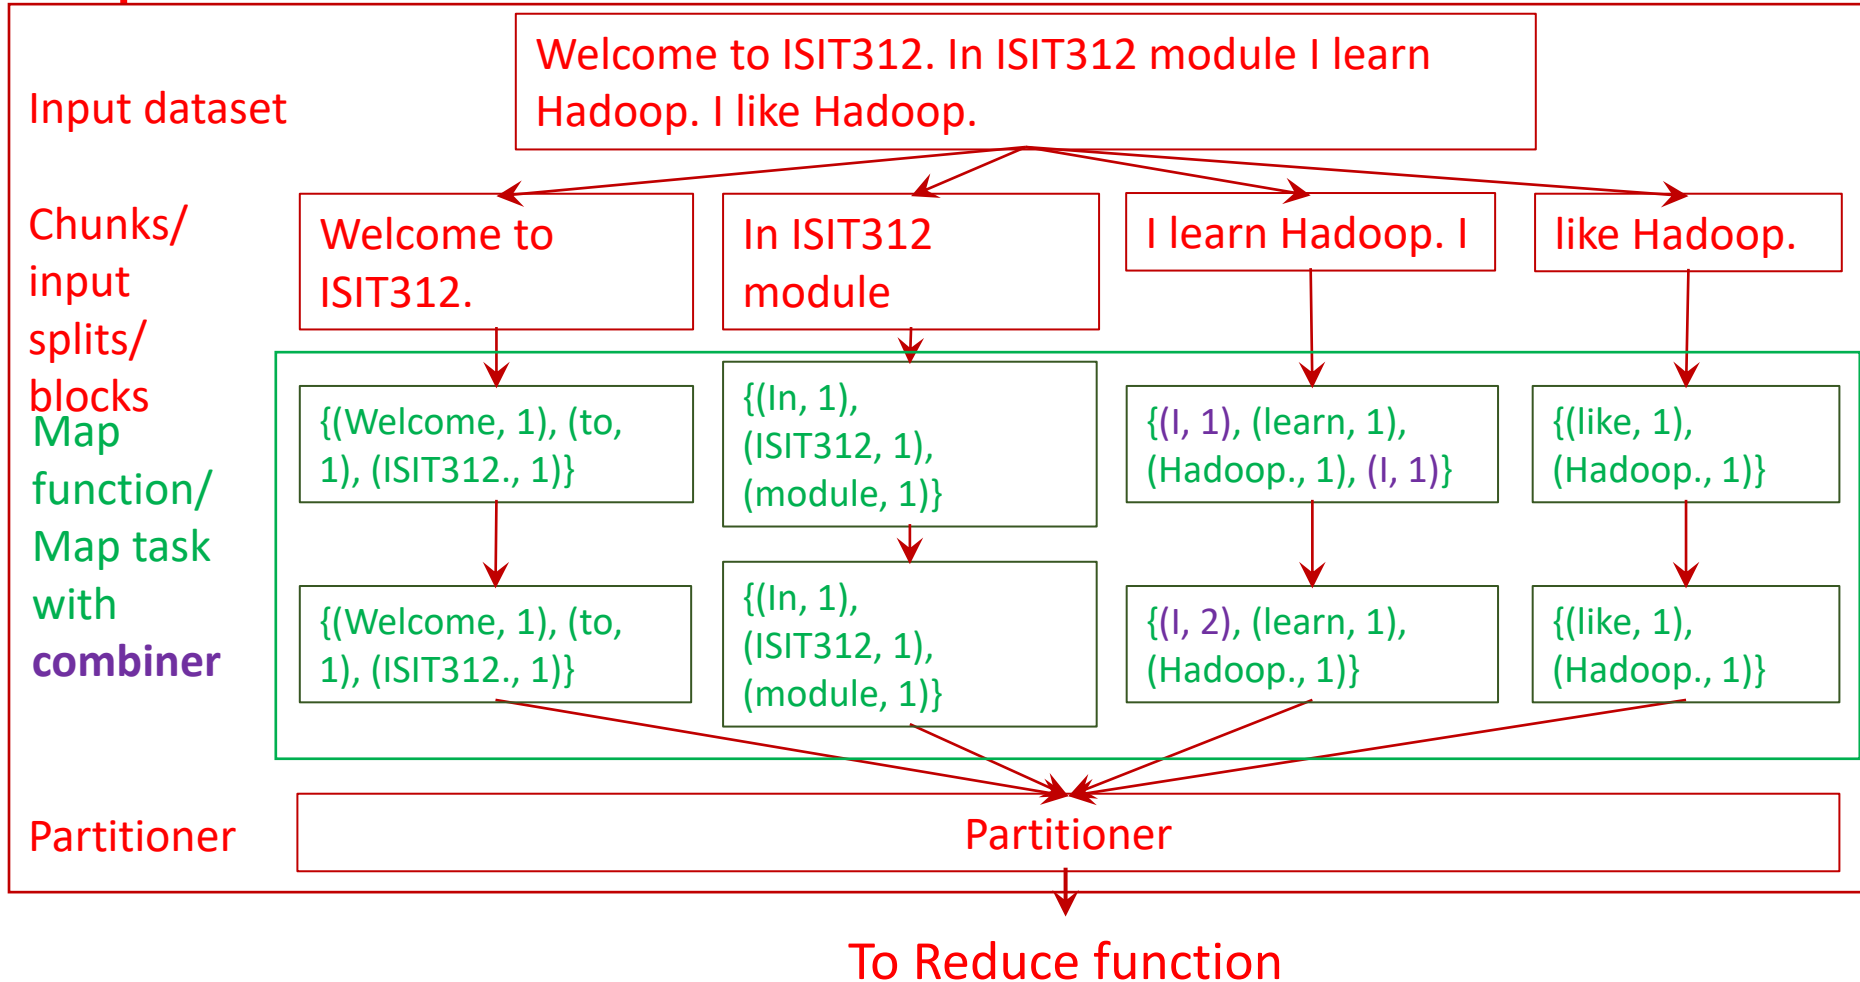 Input dataset
Welcome to ISIT312. In ISIT312 module I learn
Hadoop. I like Hadoop.
Chunks/
input
splits/
blocks
Welcome to
ISIT312.
In ISIT312
module
I learn Hadoop. I
like Hadoop.
Map
function/
Map task
with
combiner
{(Welcome, 1), (to,
1), (ISIT312., 1)}
{(In, 1),
(ISIT312, 1),
(module, 1)}
{(I, 1), (learn, 1),
(Hadoop., 1), (I, 1)}
{(like, 1),
(Hadoop., 1)}
{(Welcome, 1), (to,
1), (ISIT312., 1)}
{(In, 1),
(ISIT312, 1),
(module, 1)}
{(I, 2), (learn, 1),
(Hadoop., 1)}
{(like, 1),
(Hadoop., 1)}
Partitioner
Partitioner
To Reduce function